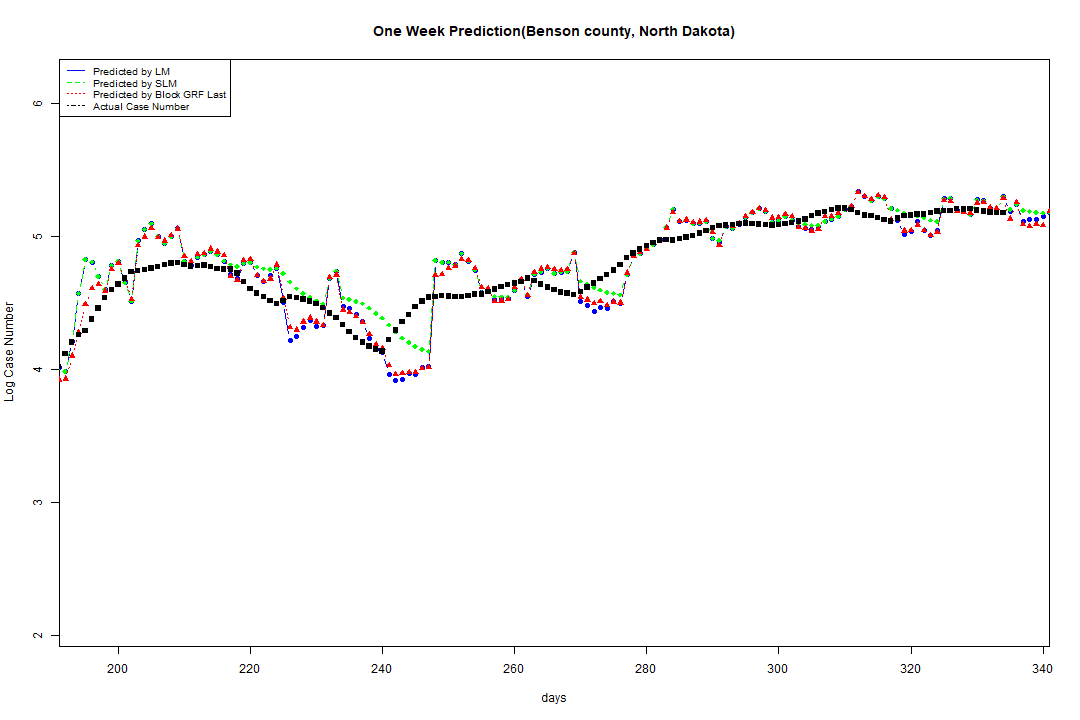 One Week Prediction(Benson county, North Dakota)
Predicted by LM
Predicted by SLM
Predicted by Block GRF Last
Actual Case Number
6
5
4
3
2
Log Case Number
200 220 240 260 280 300 320 340
days